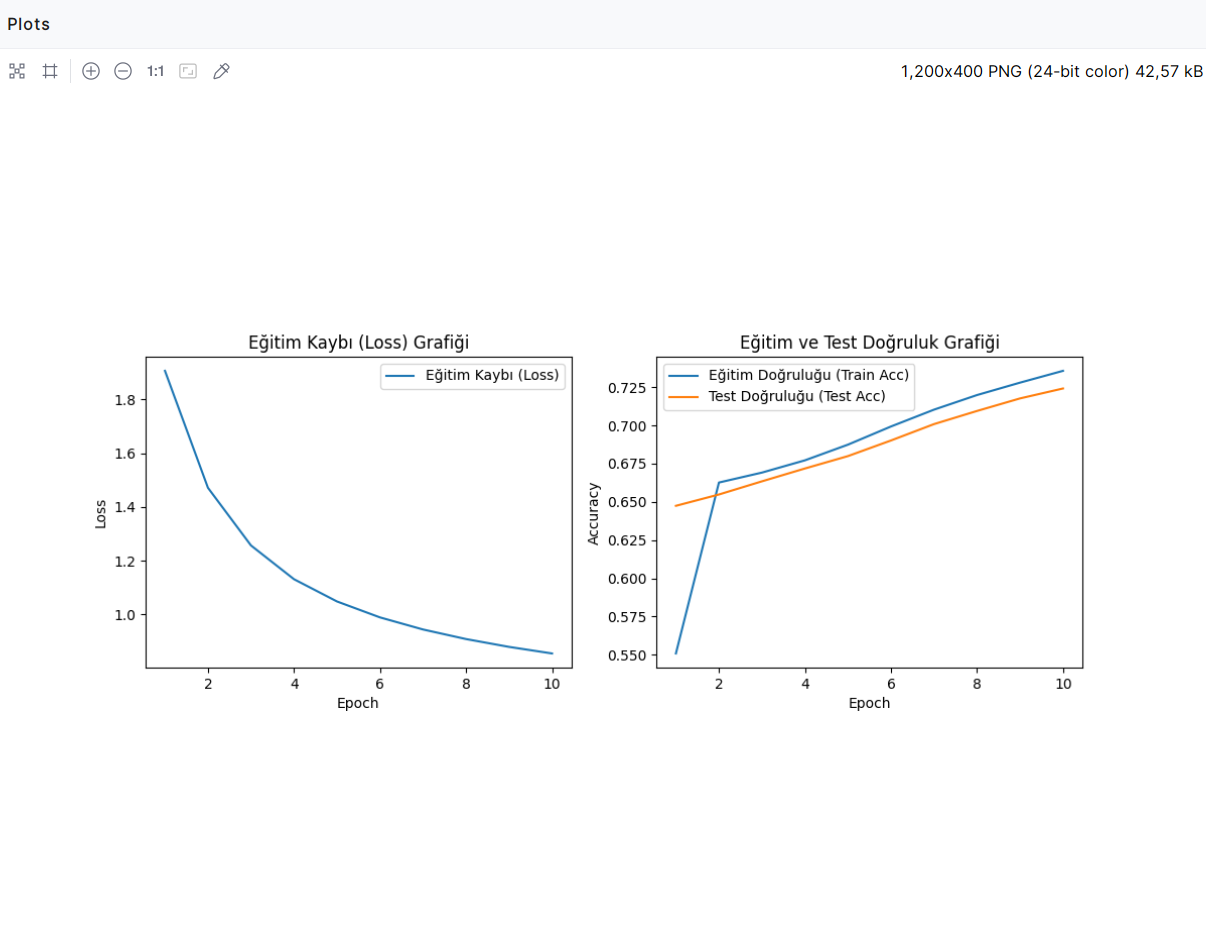 Plots
1:1
1,200x400 PNG (24-bit color) 42,57 kB
Eğitim Kaybı (Loss) Grafiği
Eğitim Kaybı (Loss)
1.8
1.6
1.4
1.2
1.0
Loss
2 4 6 8 10
Epoch
Eğitim ve Test Doğruluk Grafiği
Eğitim Doğruluğu (Train Acc)
Test Doğruluğu (Test Acc)
0.725
0.700
0.675
0.650
0.625
0.600
0.575
0.550
Accuracy
2 4 6 8 10
Epoch